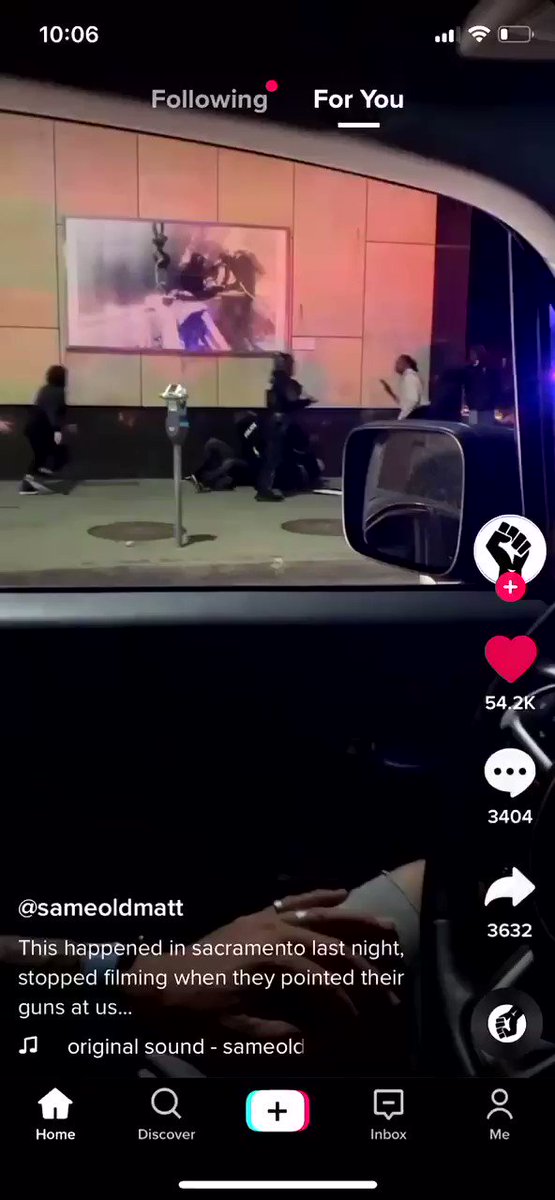 10:06
Following
For You
POLICE
54.2K
3404
3632
@sameoldmatt
This happened in sacramento last night,
stopped filming when they pointed their
guns at us...
original sound - sameold
Home
Discover
Inbox
Me